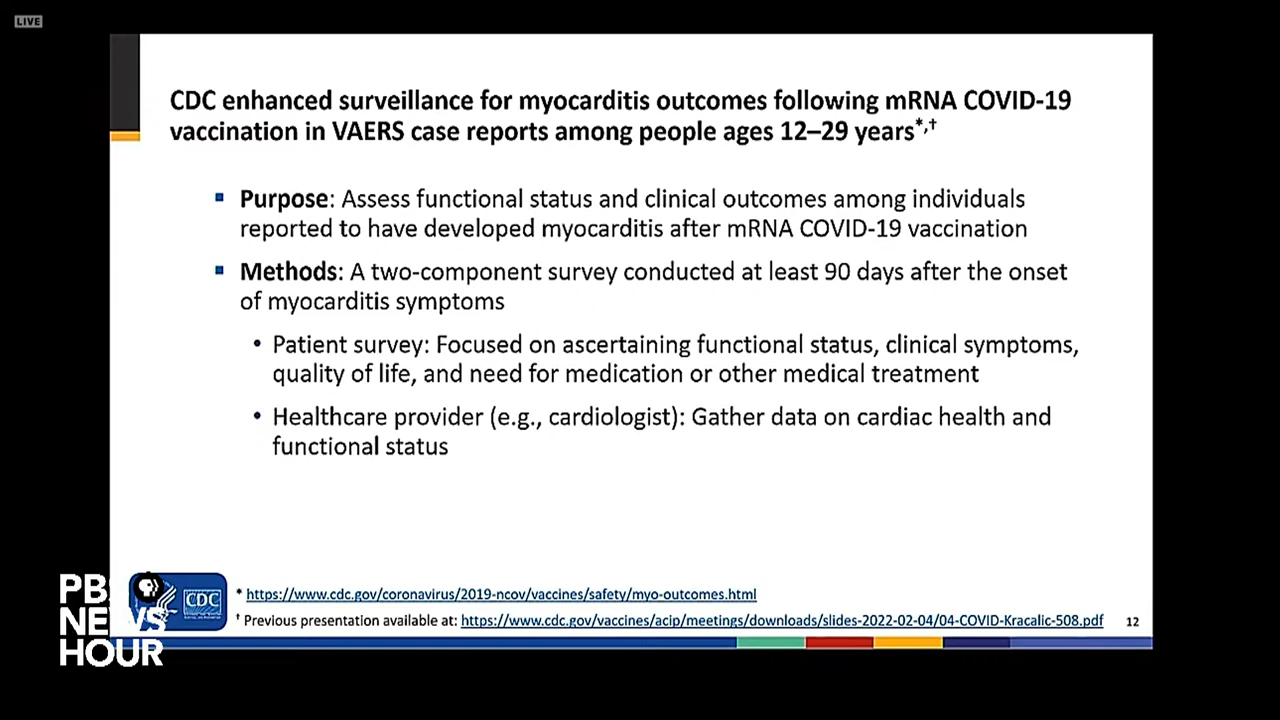 LIVE
CDC enhanced surveillance for myocarditis outcomes following mRNA COVID-19
vaccination in VAERS case reports among people ages 12–29 years*,†
▪ Purpose: Assess functional status and clinical outcomes among individuals
reported to have developed myocarditis after mRNA COVID-19 vaccination
▪ Methods: A two-component survey conducted at least 90 days after the onset
of myocarditis symptoms
• Patient survey: Focused on ascertaining functional status, clinical symptoms,
quality of life, and need for medication or other medical treatment
• Healthcare provider (e.g., cardiologist): Gather data on cardiac health and
functional status
PBS
NEWS
HOUR
CDC
* https://www.cdc.gov/coronavirus/2019-ncov/vaccines/safety/myo-outcomes.html
† Previous presentation available at: https://www.cdc.gov/vaccines/acip/meetings/downloads/slides-2022-02-04/04-COVID-Kracalic-508.pdf
12